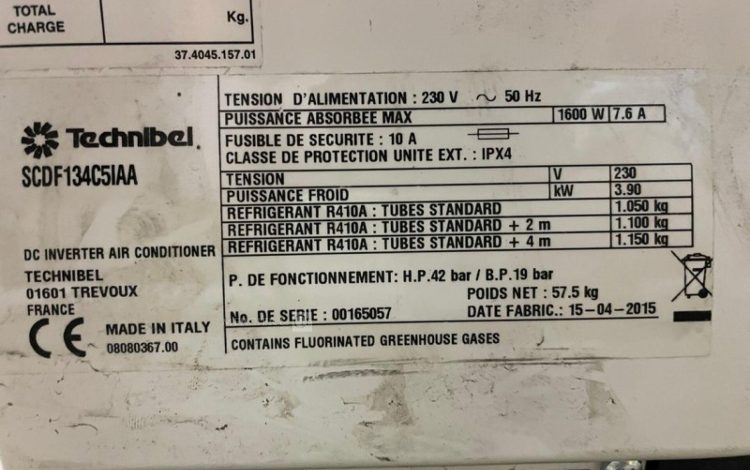 TOTAL
CHARGE
Kg.
37.4045.157.01
Technibel
SCDF134C5IAA
DC INVERTER AIR CONDITIONER
TECHNIBEL
01601 TREVOUX
FRANCE
CE MADE IN ITALY
08080367.00
TENSION D'ALIMENTATION : 230 V ~ 50 Hz
PUISSANCE ABSORBEE MAX 1600 W 7.6 A
FUSIBLE DE SECURITE : 10 A
CLASSE DE PROTECTION UNITE EXT. : IPX4
TENSION V 230
PUISSANCE FROID kW 3.90
REFRIGERANT R410A : TUBES STANDARD 1.050 kg
REFRIGERANT R410A : TUBES STANDARD + 2 m 1.100 kg
REFRIGERANT R410A : TUBES STANDARD + 4 m 1.150 kg
P. DE FONCTIONNEMENT: H.P.42 bar / B.P.19 bar
POIDS NET : 57.5 kg
No. DE SERIE : 00165057 DATE FABRIC.: 15-04-2015
CONTAINS FLUORINATED GREENHOUSE GASES